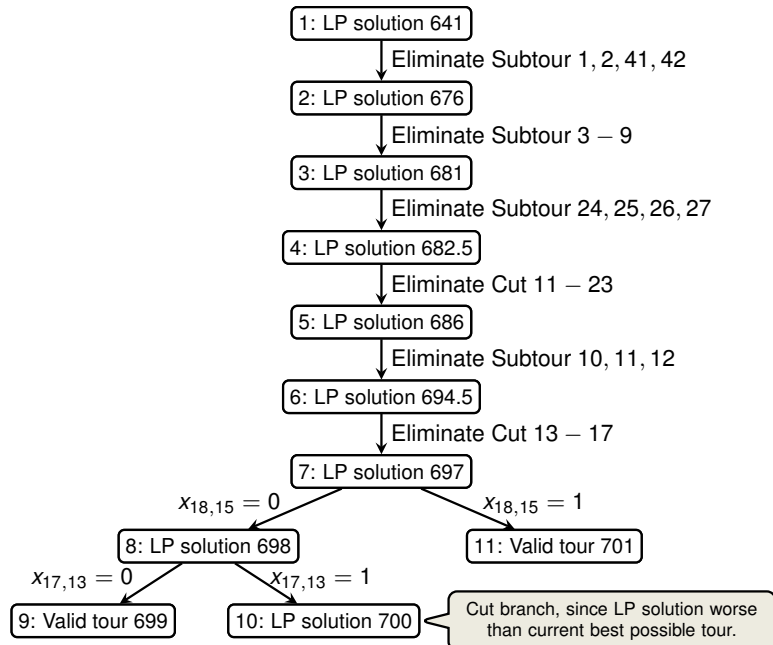 1: LP solution 641
Eliminate Subtour 1, 2, 41, 42
2: LP solution 676
Eliminate Subtour 3 − 9
3: LP solution 681
Eliminate Subtour 24, 25, 26, 27
4: LP solution 682.5
Eliminate Cut 11 − 23
5: LP solution 686
Eliminate Subtour 10, 11, 12
6: LP solution 694.5
Eliminate Cut 13 − 17
7: LP solution 697
x18,15 = 0
x18,15 = 1
8: LP solution 698
11: Valid tour 701
x17,13 = 0
x17,13 = 1
9: Valid tour 699
10: LP solution 700
Cut branch, since LP solution worse
than current best possible tour.